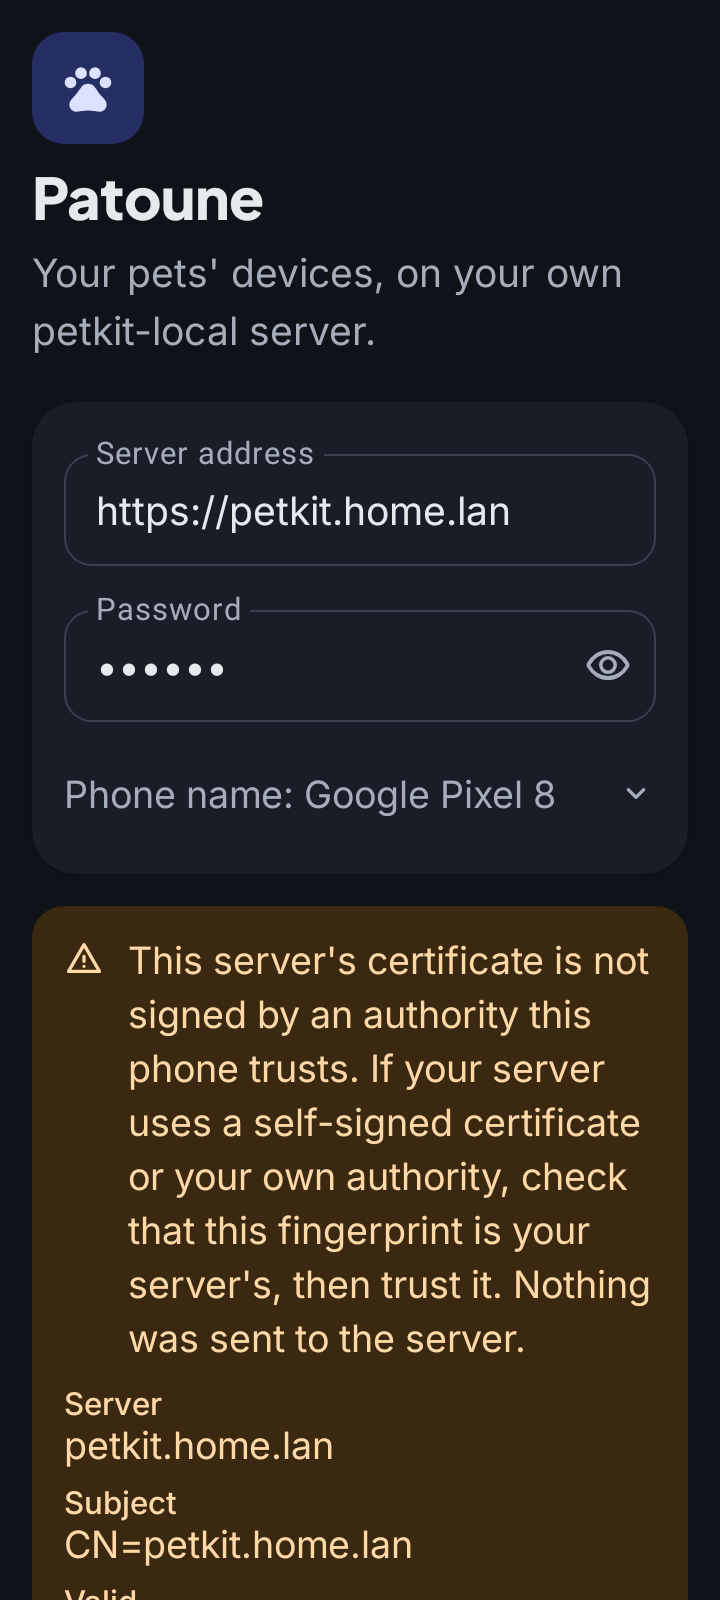 Patoune
Your pets' devices, on your own
petkit-local server.
Server address
https://petkit.home.lan
Password
••••••
Phone name: Google Pixel 8
This server's certificate is not
signed by an authority this
phone trusts. If your server
uses a self-signed certificate
or your own authority, check
that this fingerprint is your
server's, then trust it. Nothing
was sent to the server.
Server
petkit.home.lan
Subject
CN=petkit.home.lan
Valid